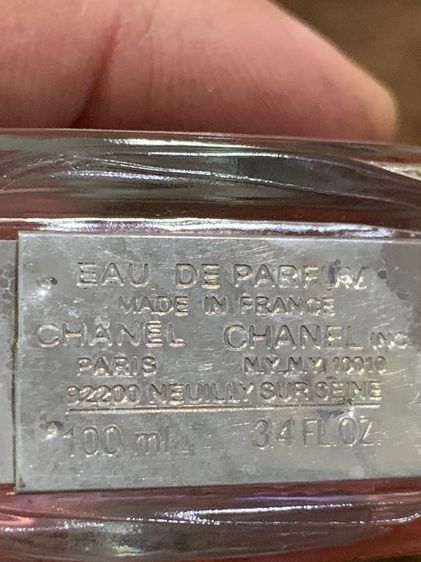 EAU DE PARFUM
MADE IN FRANCE
CHANEL CHANEL INC
PARIS N.Y.N.Y 10019
92200 NEUILLY SUR SEINE
100 ml 3.4 FL.OZ.